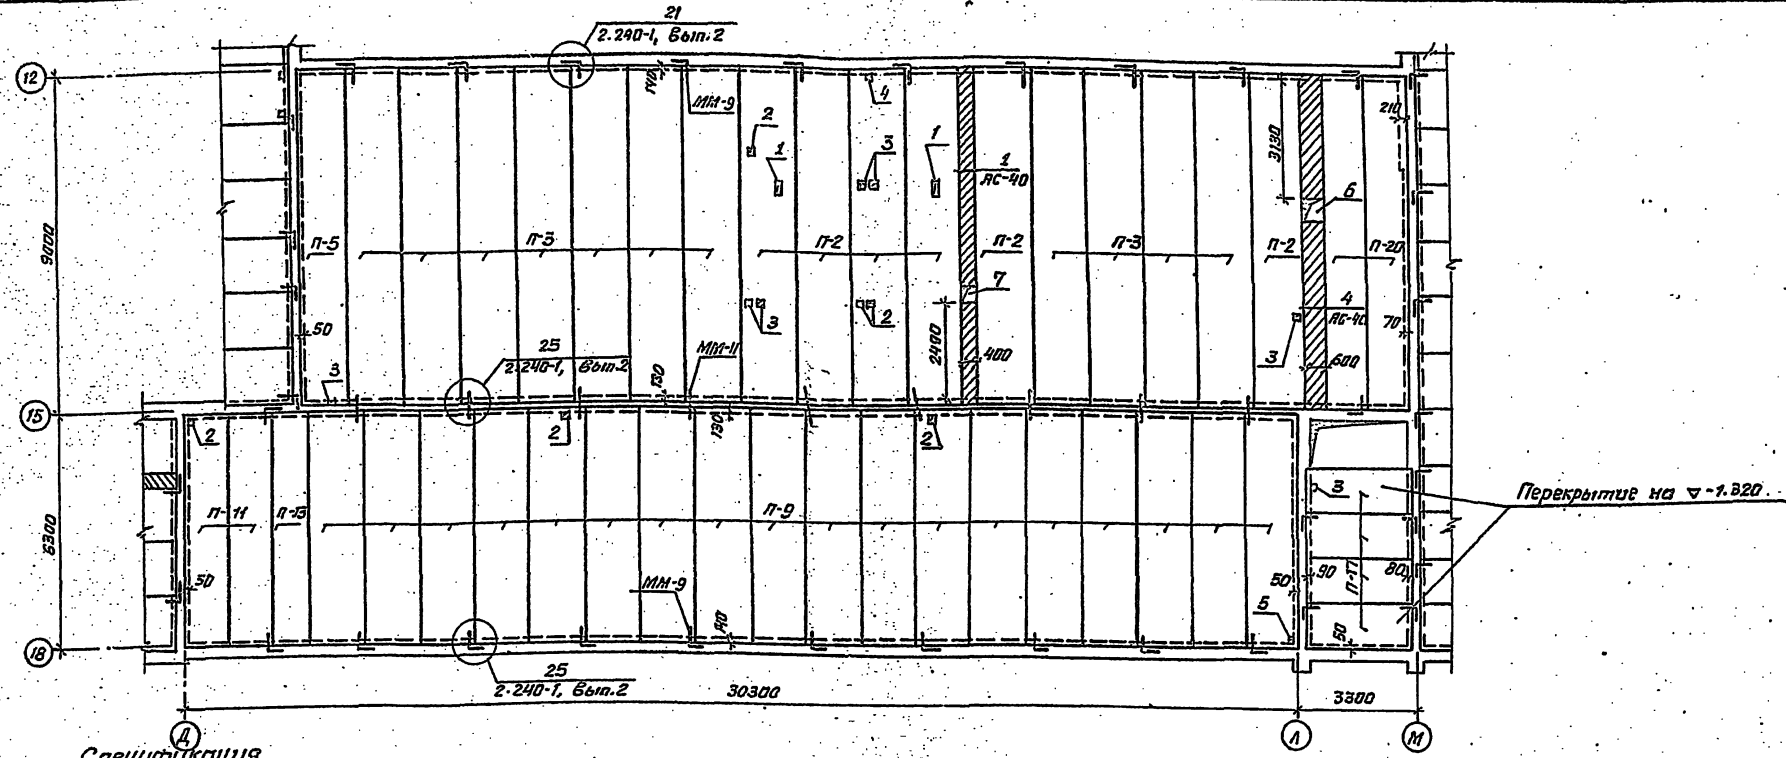 21
2.240-1, вып.2
12
140
ММ-9
4
2
1
3
1
1
АС-40
210
3130
6
9000
П-5
П-3
П-2
П-2
П-3
П-2
П-20
7
4
АС-40
50
3
2
2490
400
3
600
70
25
2.240-1, вып.2
ММ-11
130
3
15
2
2
130
2
3
Перекрытие на ▽-1.320
6300
П-11
П-13
П-9
50
ММ-9
140
50
90
П-17
80
5
50
18
25
2.240-1, вып.2
30300
3300
Д
Л
М
Спецификация